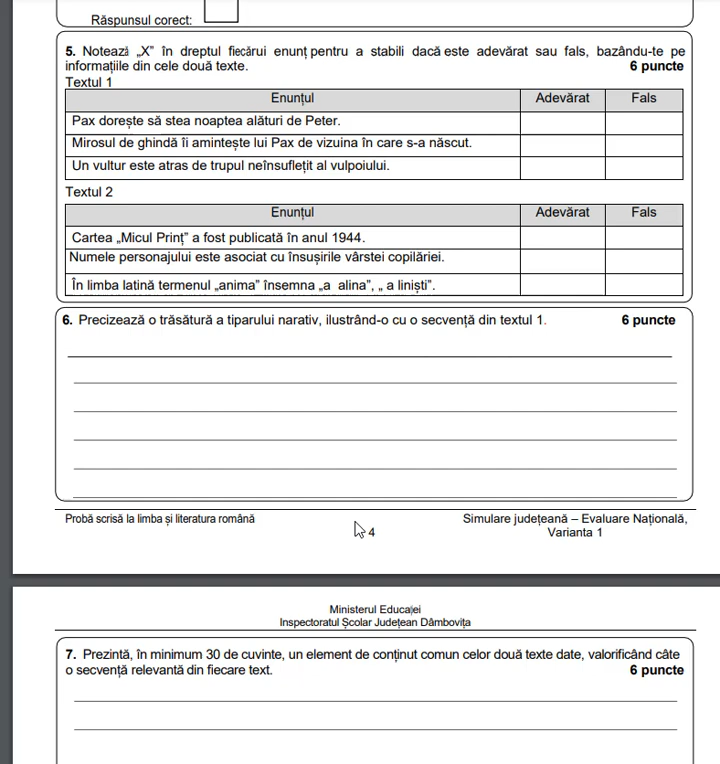 Răspunsul corect:
5. Notează „X” în dreptul fiecărui enunț pentru a stabili dacă este adevărat sau fals, bazându-te pe
informațiile din cele două texte. 6 puncte
Textul 1
Enunțul Adevărat Fals
Pax dorește să stea noaptea alături de Peter.
Mirosul de ghindă îi amintește lui Pax de vizuina în care s-a născut.
Un vultur este atras de trupul neînsuflețit al vulpoiului.
Textul 2
Enunțul Adevărat Fals
Cartea „Micul Prinț” a fost publicată în anul 1944.
Numele personajului este asociat cu însușirile vârstei copilăriei.
În limba latină termenul „anima” însemna „a alina”, „ a liniști”.
6. Precizează o trăsătură a tiparului narativ, ilustrând-o cu o secvență din textul 1. 6 puncte
Probă scrisă la limba și literatura română Simulare județeană – Evaluare Națională,
4 Varianta 1
Ministerul Educației
Inspectoratul Școlar Județean Dâmbovița
7. Prezintă, în minimum 30 de cuvinte, un element de conținut comun celor două texte date, valorificând câte
o secvență relevantă din fiecare text. 6 puncte